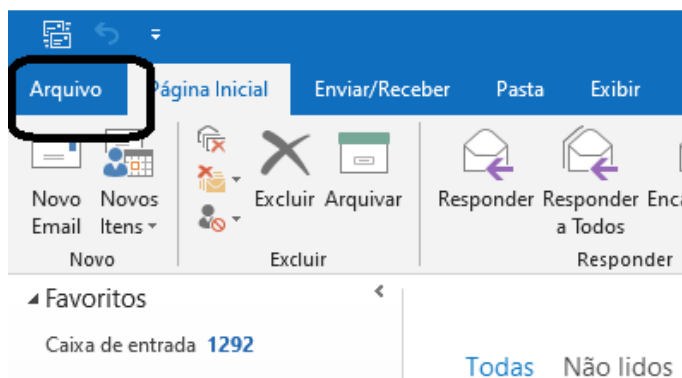 Arquivo Página Inicial Enviar/Receber Pasta Exibir
Novo Novos Excluir Arquivar Responder Responder
Email Itens a Todos
Novo Excluir Responder
Favoritos
Caixa de entrada 1292
Todas Não lidos